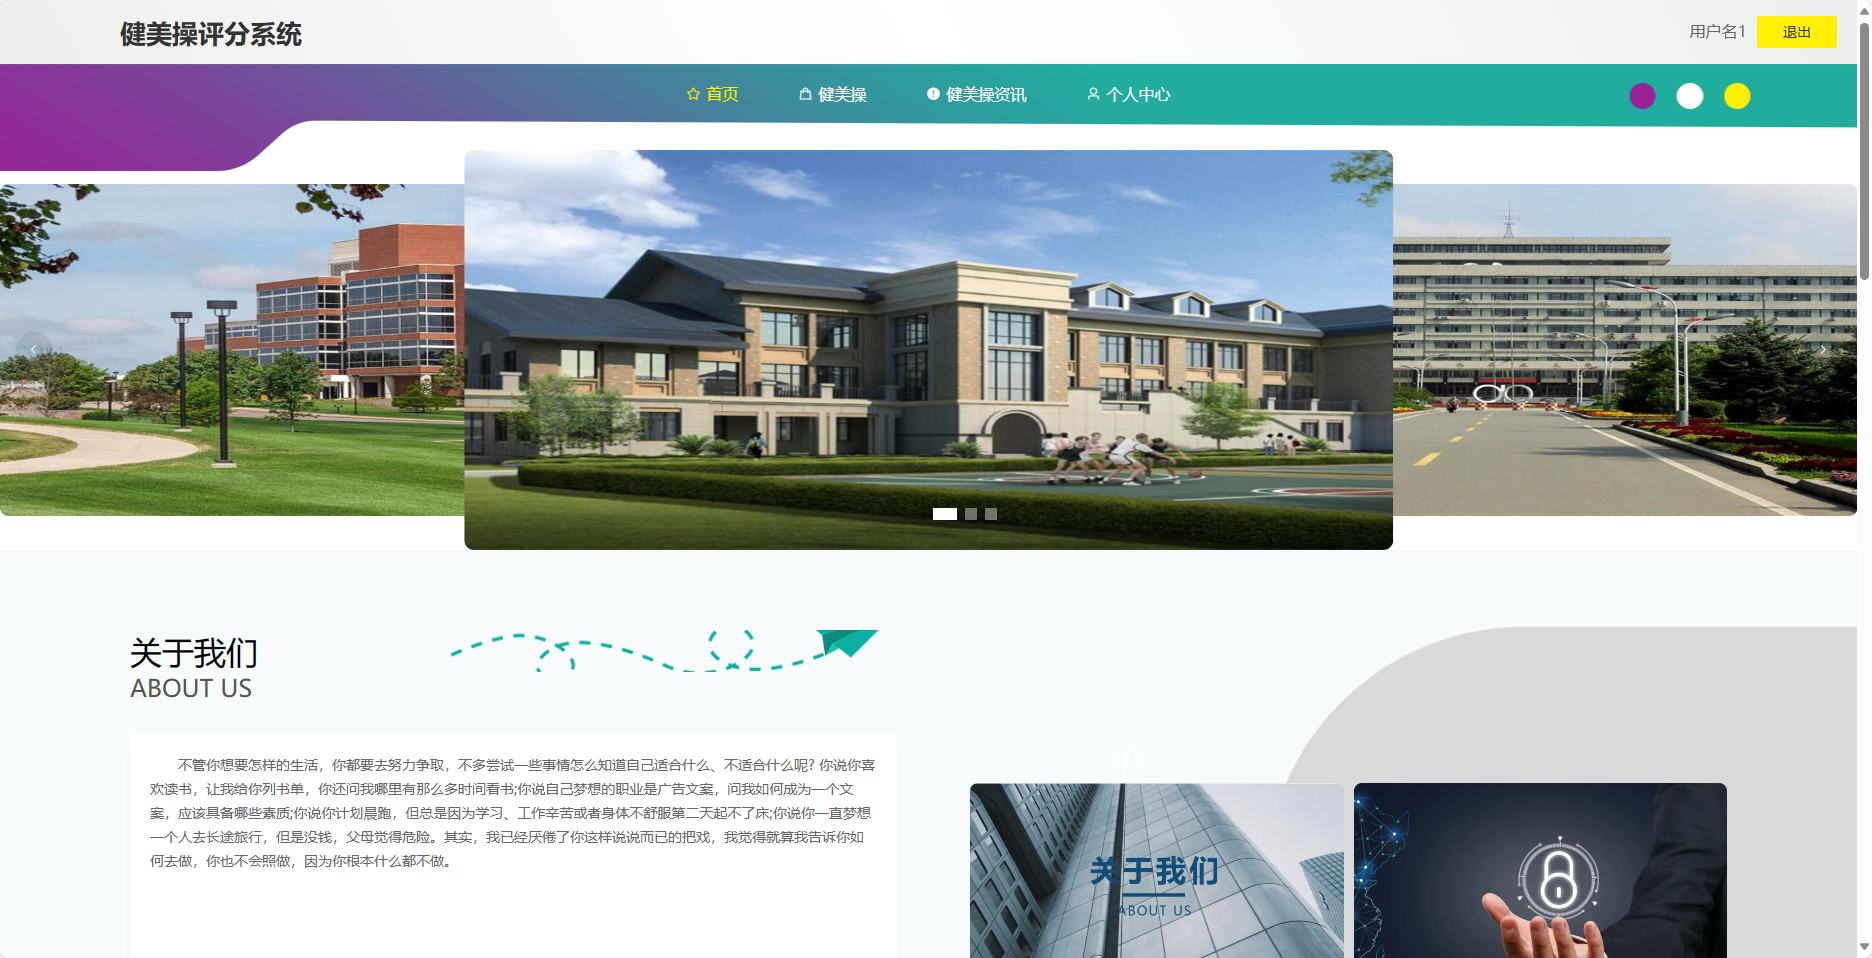 健美操评分系统
用户名1
退出
首页
健美操
健美操资讯
个人中心
关于我们
ABOUT US
不管你想要怎样的生活，你都要去努力争取，不多尝试一些事情怎么知道自己适合什么、不适合什么呢? 你说你喜
欢读书，让我给你列书单，你还问我哪里有那么多时间看书;你说自己梦想的职业是广告文案，问我如何成为一个文
案，应该具备哪些素质;你说你计划晨跑，但总是因为学习、工作辛苦或者身体不舒服第二天起不了床;你说你一直梦想
一个人去长途旅行，但是没钱，父母觉得危险。其实，我已经厌倦了你这样说说而已的把戏，我觉得就算我告诉你如
何去做，你也不会照做，因为你根本什么都不做。
关于我们
ABOUT US